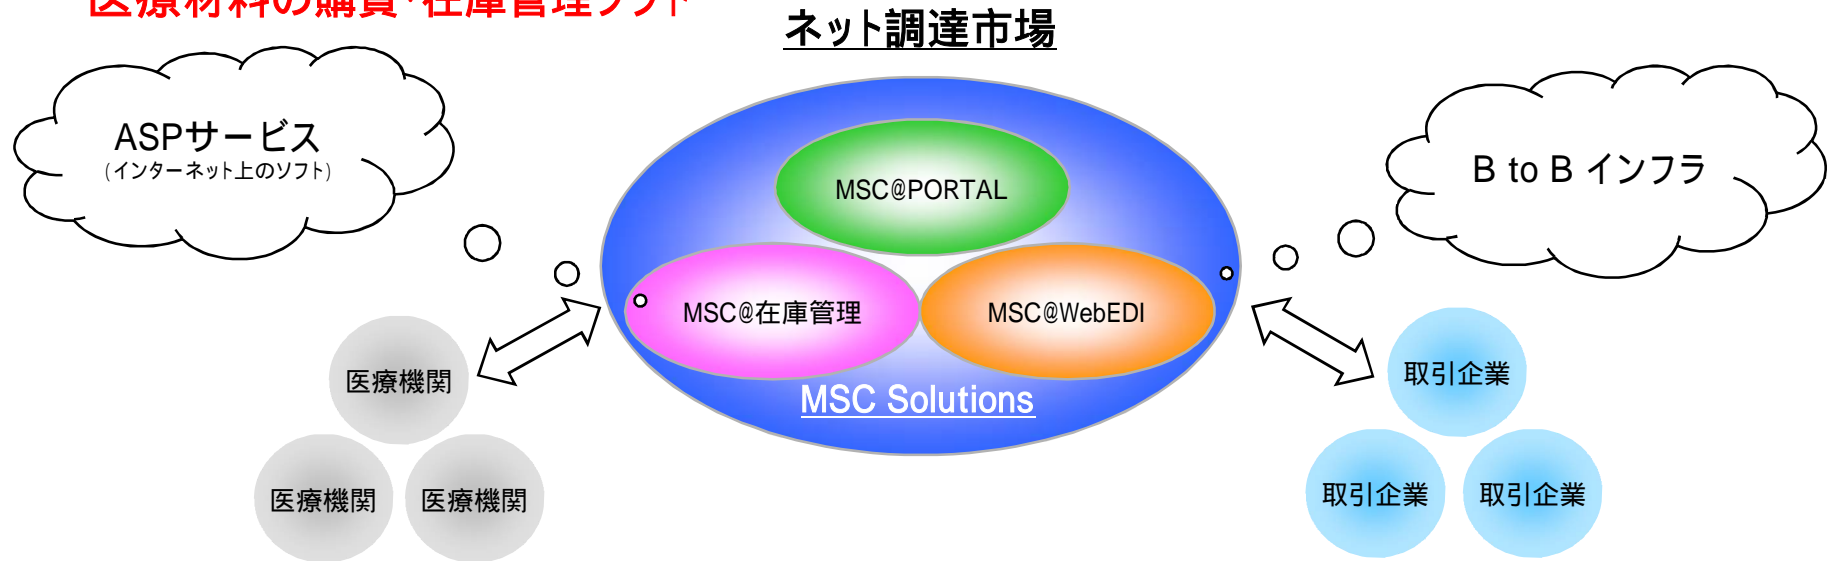 医療材料の購買・在庫管理ソフト
ネット調達市場
ASPサービス
(インターネット上のソフト)
B to B インフラ
MSC@PORTAL
MSC@在庫管理
MSC@WebEDI
MSC Solutions
医療機関
医療機関 医療機関
取引企業
取引企業 取引企業